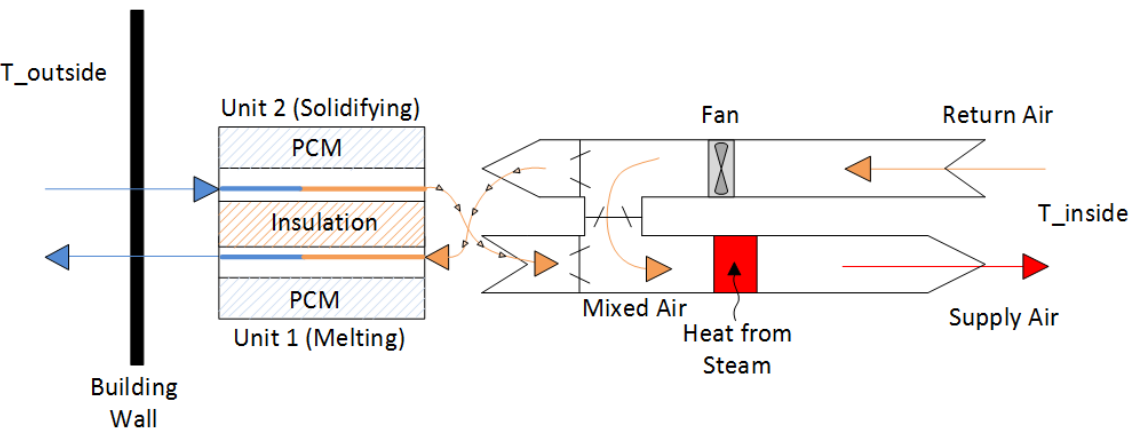 T_outside
Unit 2 (Solidifying)
PCM
Insulation
PCM
Unit 1 (Melting)
Building
Wall
Fan
Return Air
T_inside
Mixed Air
Heat from
Steam
Supply Air